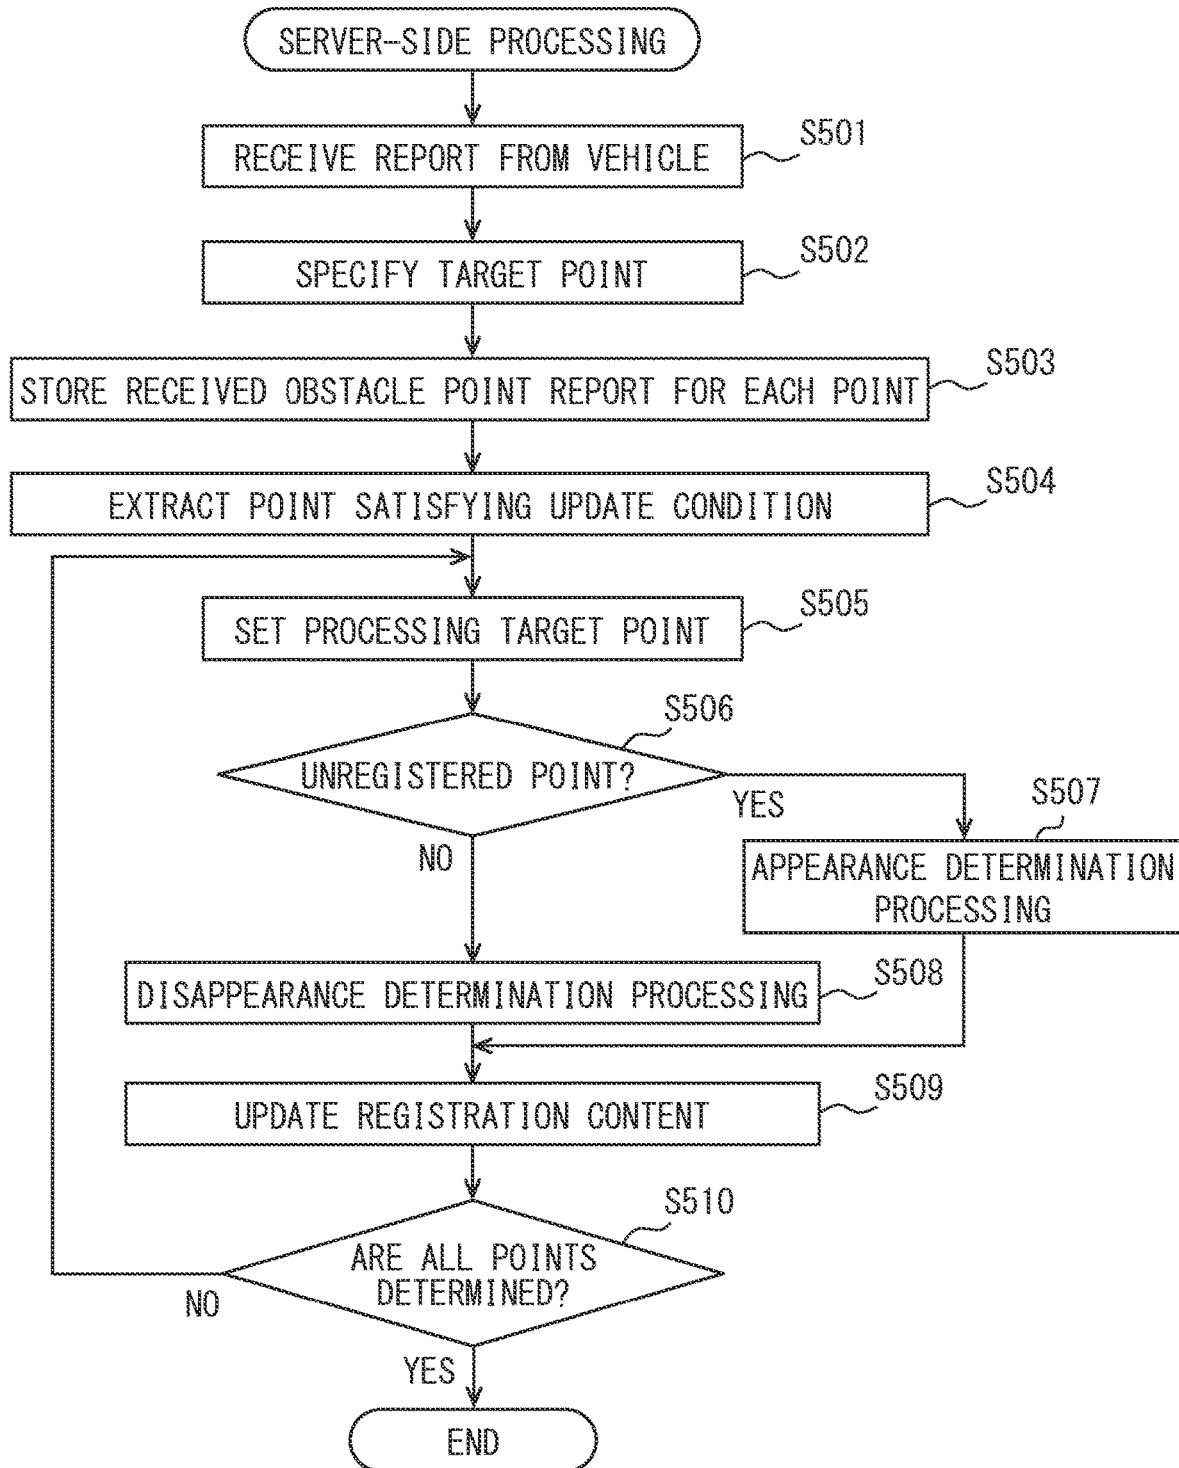 SERVER-SIDE PROCESSING
RECEIVE REPORT FROM VEHICLE
S501
SPECIFY TARGET POINT
S502
STORE RECEIVED OBSTACLE POINT REPORT FOR EACH POINT
S503
EXTRACT POINT SATISFYING UPDATE CONDITION
S504
SET PROCESSING TARGET POINT
S505
S506
UNREGISTERED POINT?
YES
NO
S507
APPEARANCE DETERMINATION
PROCESSING
DISAPPEARANCE DETERMINATION PROCESSING
S508
UPDATE REGISTRATION CONTENT
S509
S510
ARE ALL POINTS
DETERMINED?
NO
YES
END